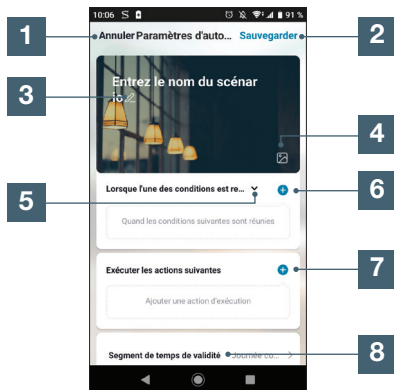 10:06 S 91 %
1
Annuler Paramètres d'auto... Sauvegarder
2
Entrez le nom du scénar
io
3
4
5
Lorsque l'une des conditions est re...
6
Quand les conditions suivantes sont réunies
Exécuter les actions suivantes
7
Ajouter une action d'exécution
Segment de temps de validité Journée co...
8